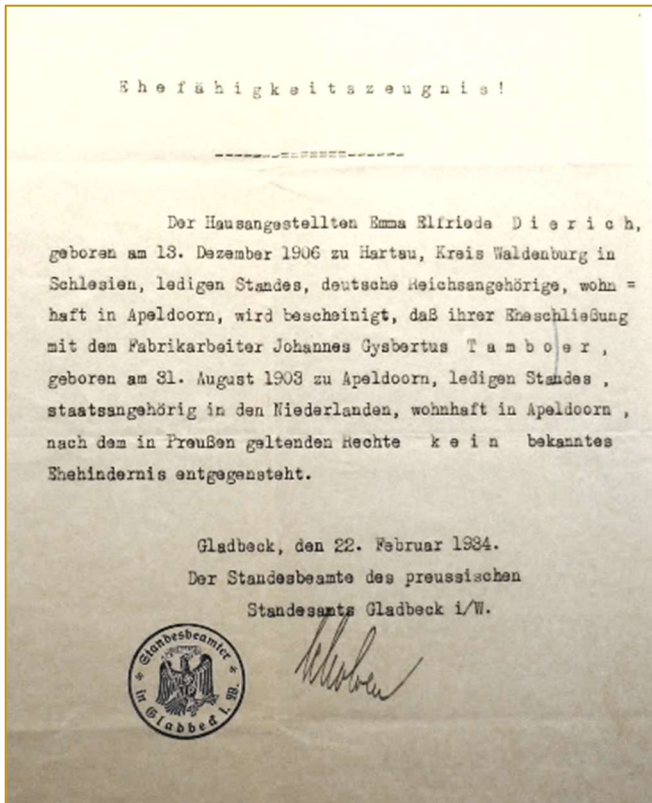 Ehefähigkeitszeugnis!
Der Hausangestellten Emma Elfriede Dierich,
geboren am 13. Dezember 1906 zu Hartau, Kreis Waldenburg in
Schlesien, ledigen Standes, deutsche Reichsangehörige, wohn =
haft in Apeldoorn, wird bescheinigt, daß ihrer Eheschließung
mit dem Fabrikarbeiter Johannes Gysbertus Tamboer,
geboren am 31. August 1903 zu Apeldoorn, ledigen Standes ,
staatsangehörig in den Niederlanden, wohnhaft in Apeldoorn ,
nach dem in Preußen geltenden Rechte kein bekanntes
Ehehindernis entgegensteht.
Gladbeck, den 22. Februar 1934.
Der Standesbeamte des preussischen
Standesamts Gladbeck i/W.
Standesbeamter
in Gladbeck i. W.